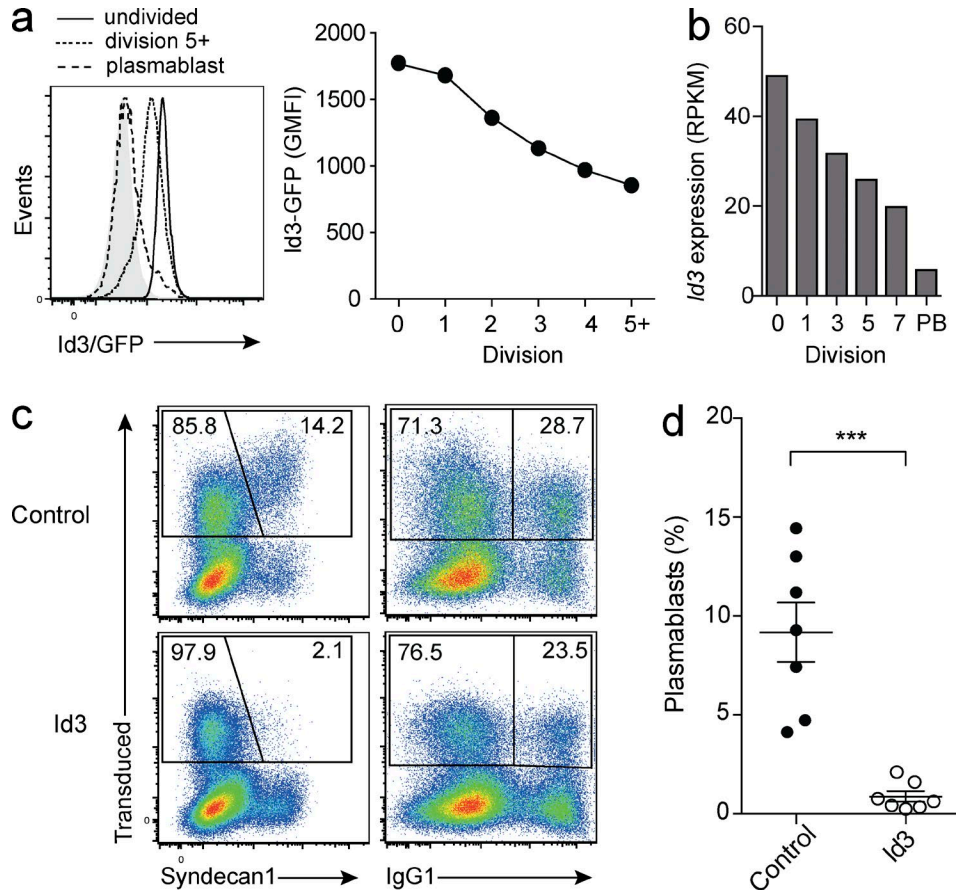 a
undivided
division 5+
plasmablast
Events
0
0
Id3/GFP
Id3-GFP (GMFI)
2000
1500
1000
500
0
0 1 2 3 4 5+
Division
b
Id3 expression (RPKM)
60
40
20
0
0 1 3 5 7 PB
Division
c
Control
85.8 14.2
71.3 28.7
Id3
97.9 2.1
76.5 23.5
Transduced
0
0
Syndecan1
IgG1
d
Plasmablasts (%)
20
15
10
5
0
***
Control
Id3